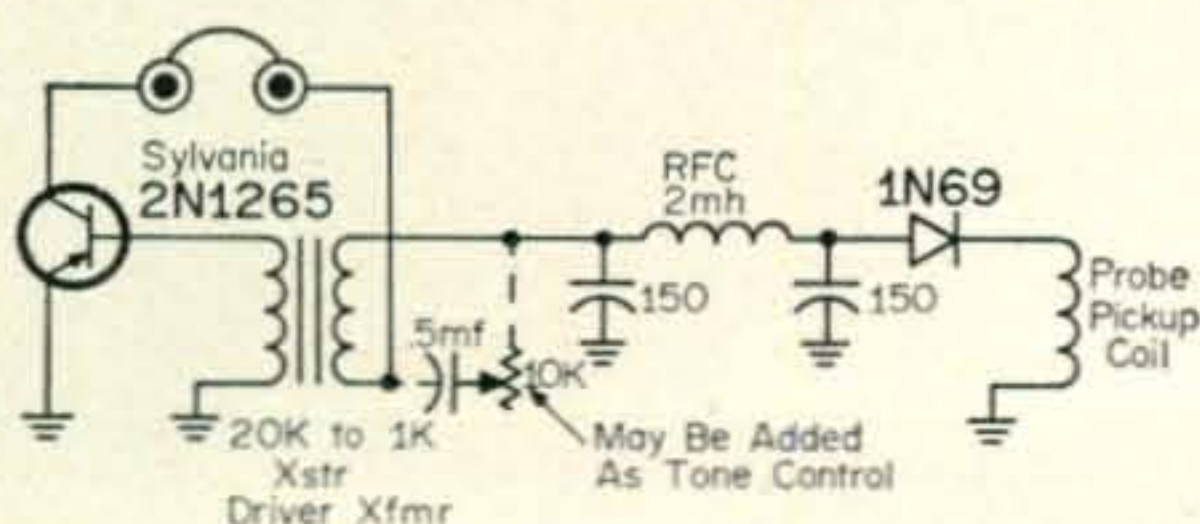 Sylvania
2N1265
RFC
2mh
1N69
150
150
Probe
Pickup
Coil
.5mf
10K
20K to 1K
Xstr
Driver Xfmr
May Be Added
As Tone Control